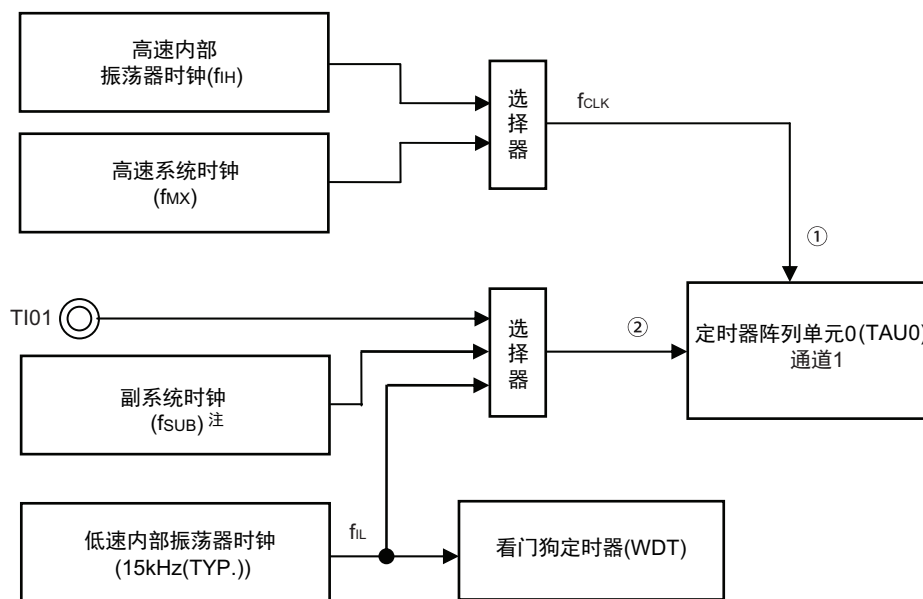 高速内部
振荡器时钟(fIH)
选择器
fCLK
高速系统时钟
(fMX)
①
TI01
选择器
②
定时器阵列单元0(TAU0)
通道1
副系统时钟
(fSUB) 注
低速内部振荡器时钟
(15kHz(TYP.))
fIL
看门狗定时器(WDT)